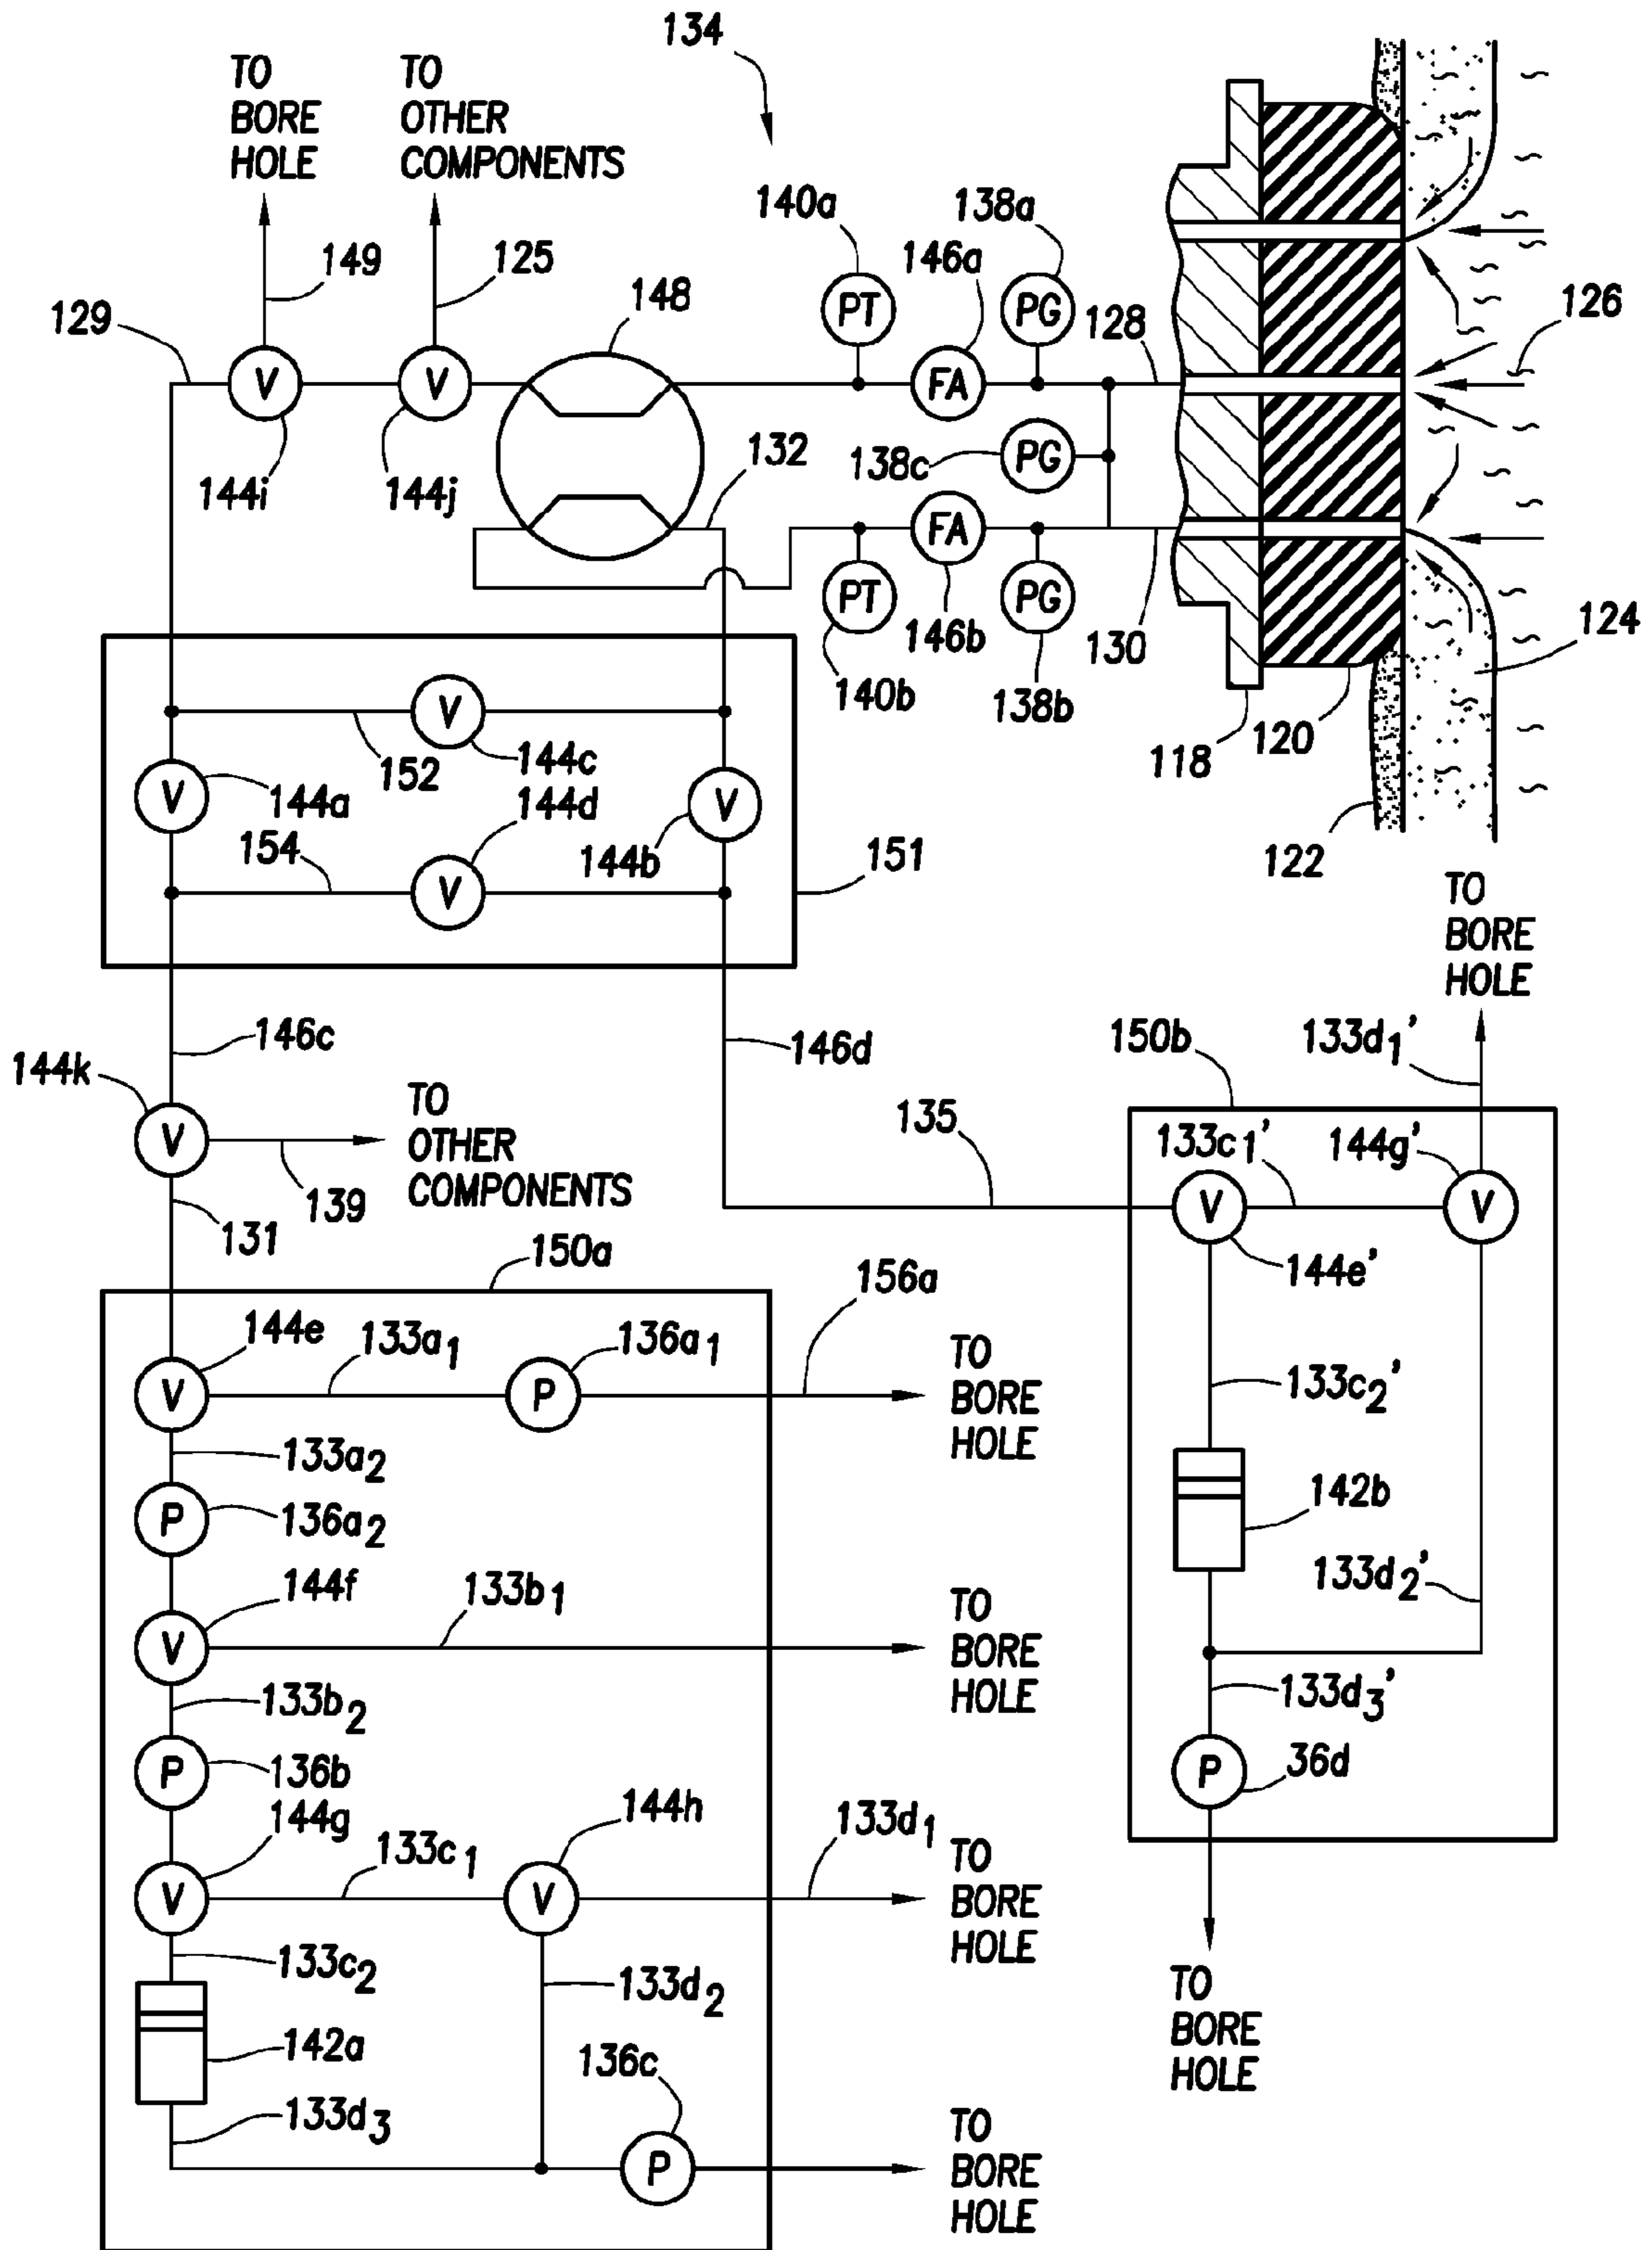 134
TO
BORE
HOLE
TO
OTHER
COMPONENTS
140a
138a
149
125
146a
129
148
PT
PG
128
126
V
V
FA
132
138c
PG
144i
144j
FA
PT
PG
146b
130
124
140b
138b
V
118
120
152
144c
V
144a
144d
V
154
144b
151
122
V
TO
BORE
HOLE
146c
146d
150b
133d1'
144k
TO
OTHER
COMPONENTS
135
133c1'
144g'
V
139
V
V
131
150a
156a
144e'
144e
133a1
136a1
TO
BORE
HOLE
V
P
133c2'
133a2
142b
P
136a2
144f
133b1
133d2'
TO
BORE
HOLE
V
133b2
133d3'
P
136b
P
36d
144g
144h
133d1
133c1
TO
BORE
HOLE
V
V
133c2
133d2
TO
BORE
HOLE
142a
136c
133d3
TO
BORE
HOLE
P